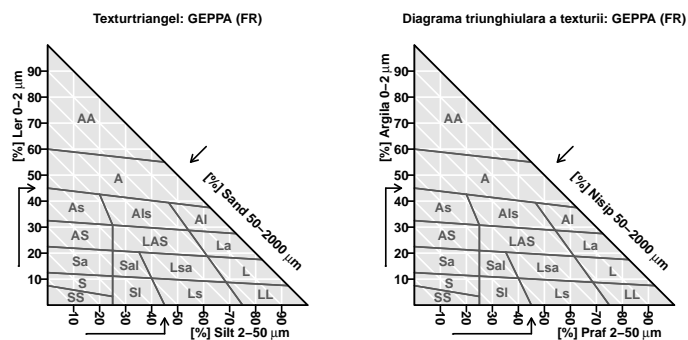 Texturtriangel: GEPPA (FR)
[%] Ler 0−2 μm
90
80
70
60
50
40
30
20
10
AA
A
As
Als
Al
AS
LAS
La
Sa
Sal
Lsa
L
S
SS
Sl
Ls
LL
[%] Sand 50−2000 μm
10
20
30
40
50
60
70
80
90
[%] Silt 2−50 μm
Diagrama triunghiulara a texturii: GEPPA (FR)
[%] Argila 0−2 μm
90
80
70
60
50
40
30
20
10
AA
A
As
Als
Al
AS
LAS
La
Sa
Sal
Lsa
L
S
SS
Sl
Ls
LL
[%] Nisip 50−2000 μm
10
20
30
40
50
60
70
80
90
[%] Praf 2−50 μm